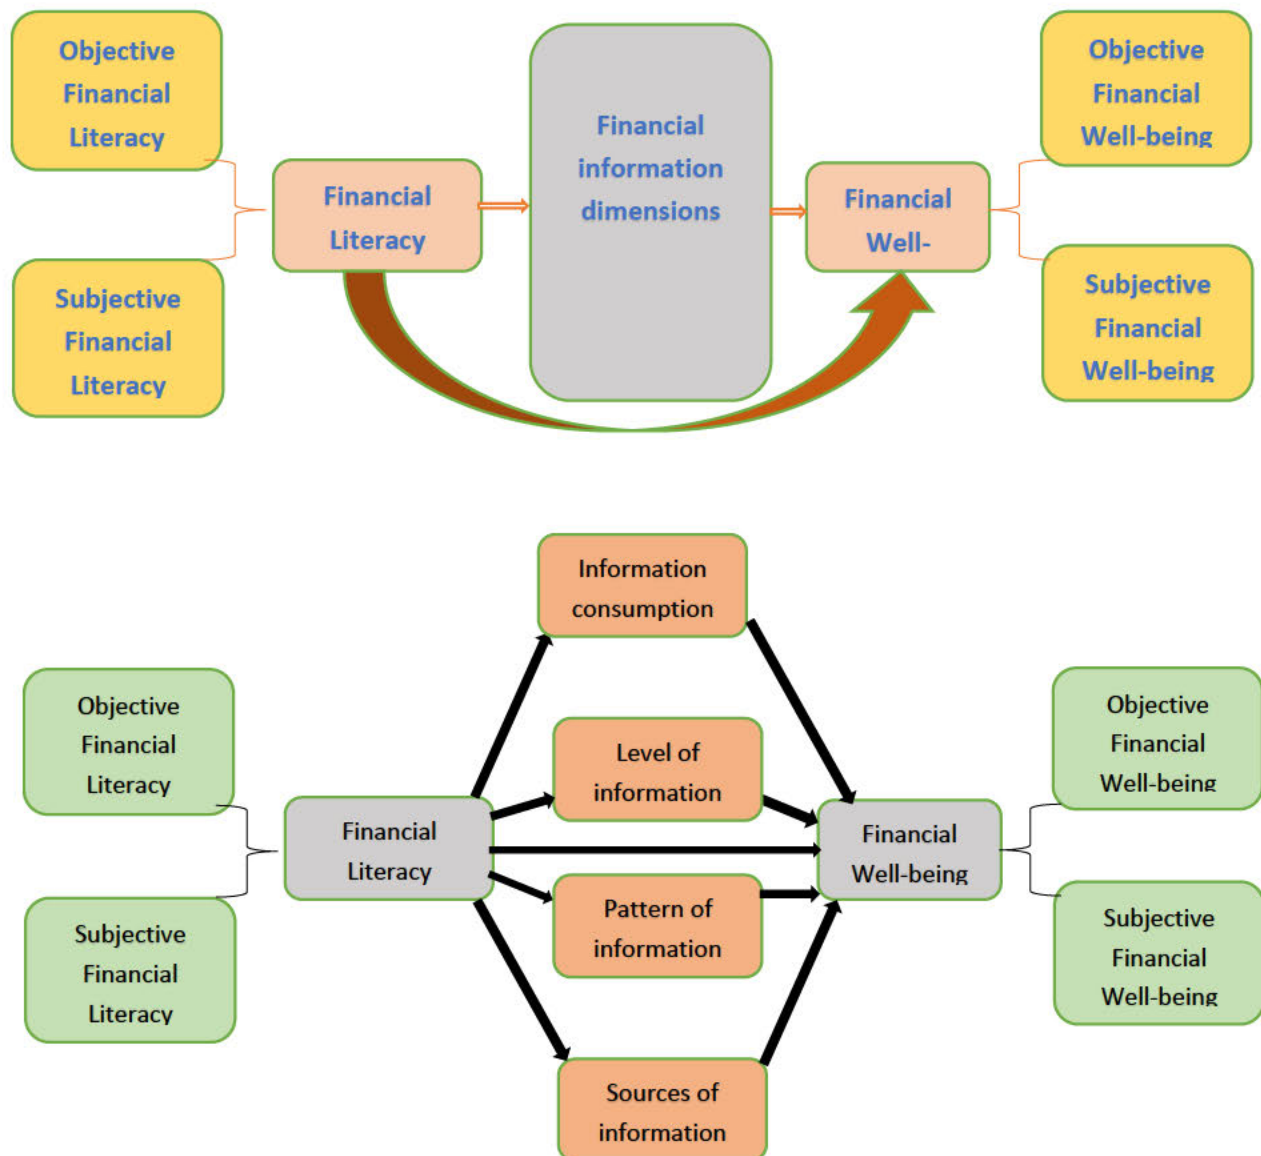 Objective
Financial
Literacy
Subjective
Financial
Literacy
Financial
Literacy
Financial
information
dimensions
Financial
Well-
Objective
Financial
Well-being
Subjective
Financial
Well-being
Objective
Financial
Literacy
Subjective
Financial
Literacy
Financial
Literacy
Information
consumption
Level of
information
Pattern of
information
Sources of
information
Financial
Well-being
Objective
Financial
Well-being
Subjective
Financial
Well-being